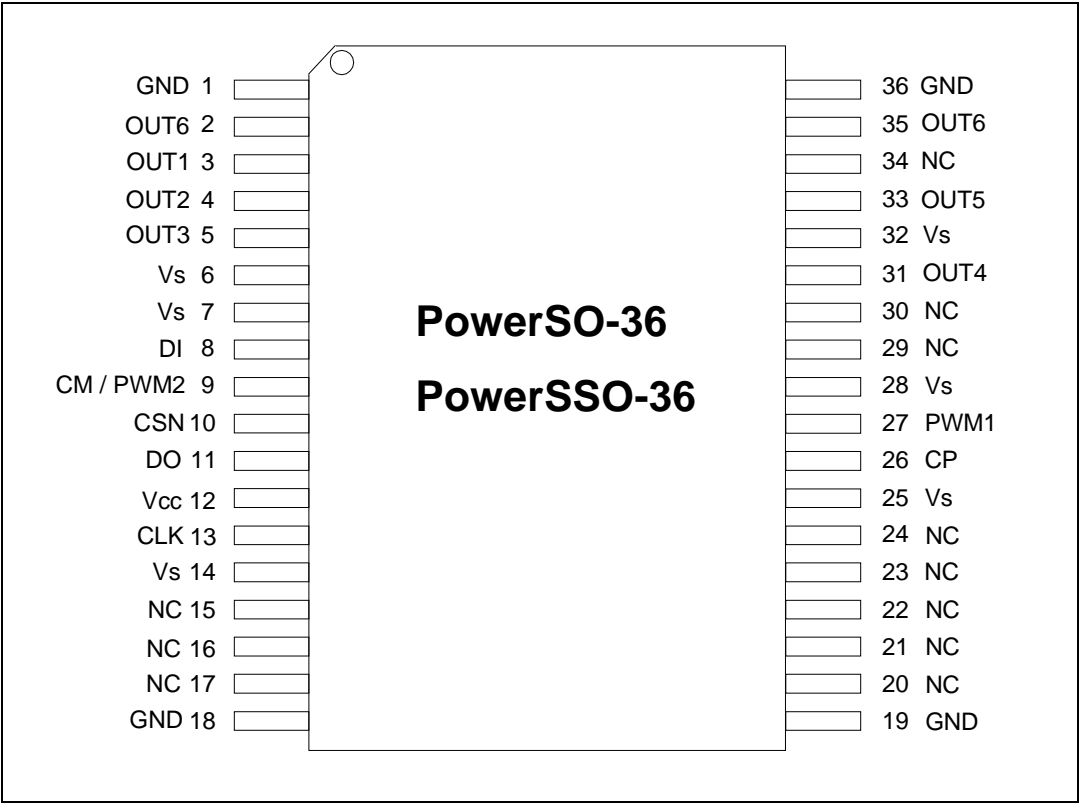 GND 1
OUT6 2
OUT1 3
OUT2 4
OUT3 5
Vs 6
Vs 7
DI 8
CM / PWM2 9
CSN 10
DO 11
Vcc 12
CLK 13
Vs 14
NC 15
NC 16
NC 17
GND 18
PowerSO-36
PowerSSO-36
36 GND
35 OUT6
34 NC
33 OUT5
32 Vs
31 OUT4
30 NC
29 NC
28 Vs
27 PWM1
26 CP
25 Vs
24 NC
23 NC
22 NC
21 NC
20 NC
19 GND